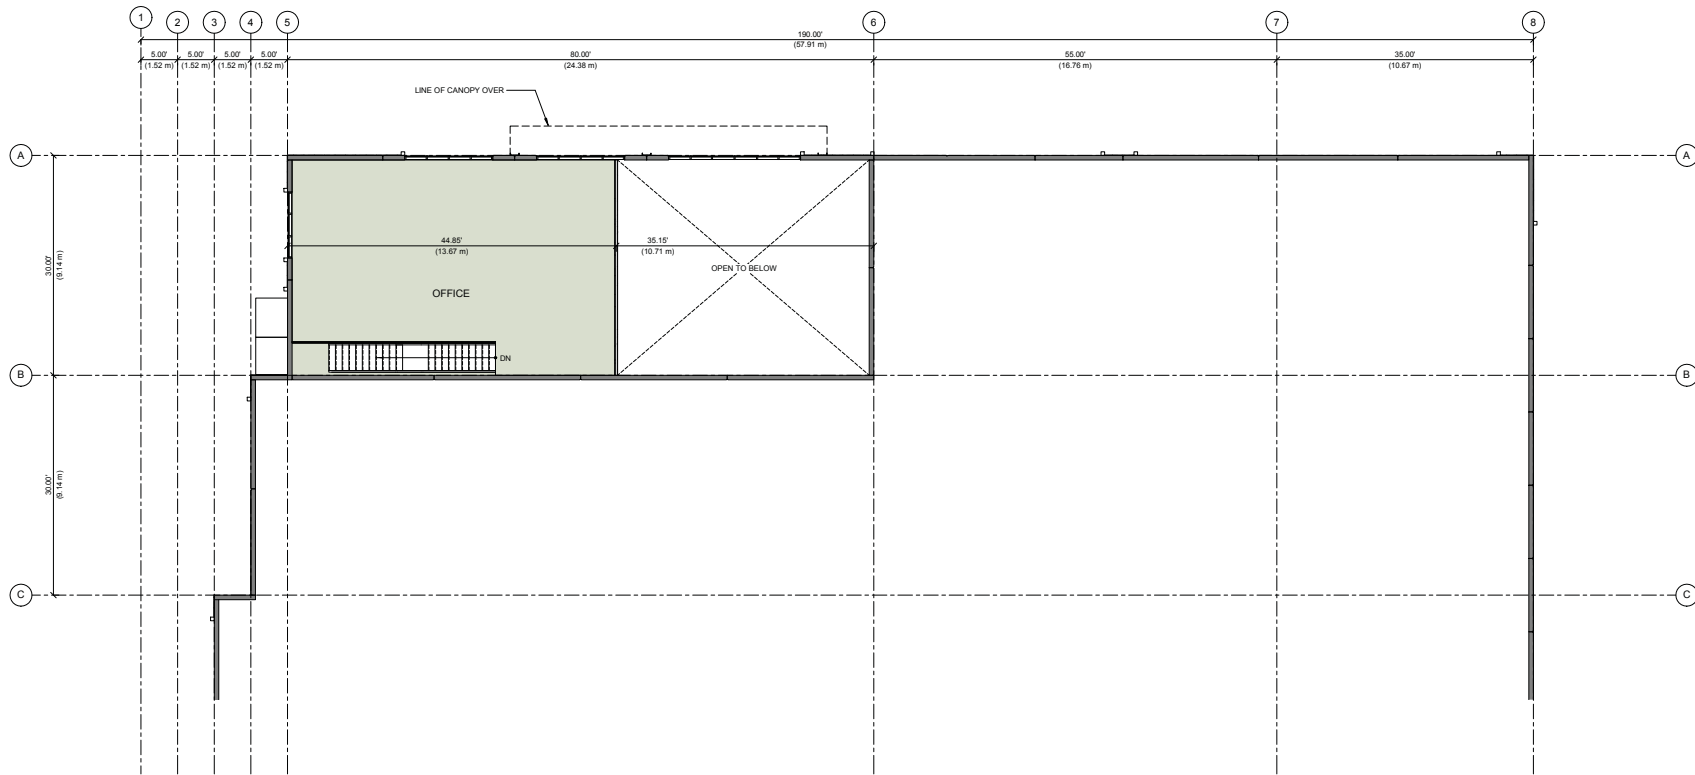 1
2
3
4
5
6
7
8
190.00'
(57.91 m)
5.00'
5.00'
5.00'
5.00'
80.00'
55.00'
35.00'
(1.52 m)
(1.52 m)
(1.52 m)
(1.52 m)
(24.38 m)
(16.76 m)
(10.67 m)
LINE OF CANOPY OVER
A
A
44.85'
(13.67 m)
35.15'
(10.71 m)
30.00'
(9.14 m)
OPEN TO BELOW
OFFICE
DN
B
B
30.00'
(9.14 m)
C
C